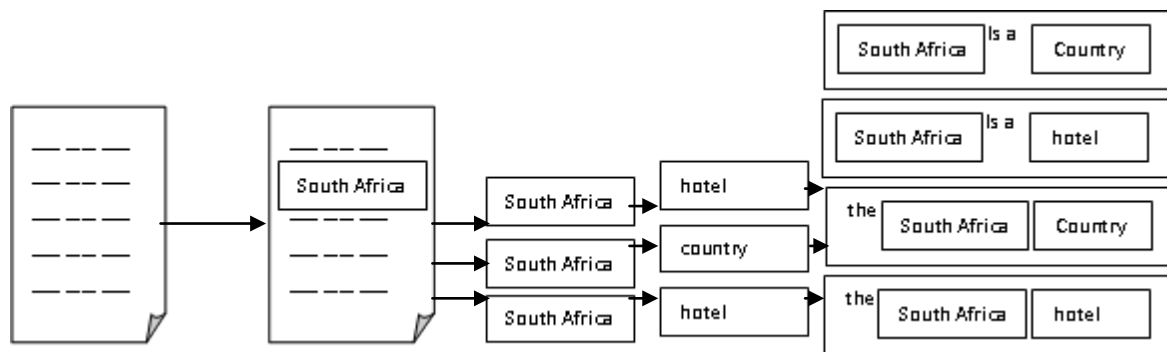 South Africa Is a Country
South Africa Is a hotel
South Africa
South Africa
hotel
the South Africa Country
South Africa
country
South Africa
hotel
the South Africa hotel